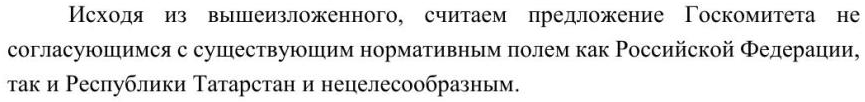 Исходя из вышеизложенного, считаем предложение Госкомитета не
согласующимся с существующим нормативным полем как Российской Федерации,
так и Республики Татарстан и нецелесообразным.